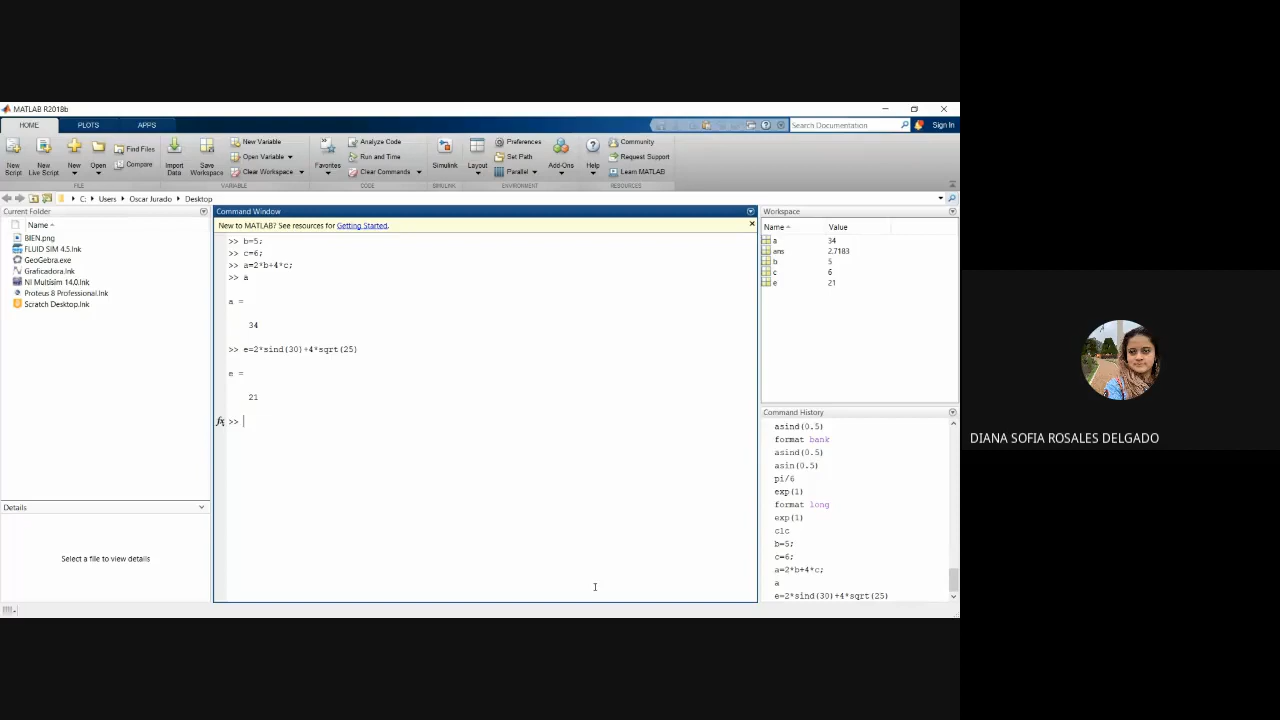 MATLAB R2018b
HOME PLOTS APPS
Search Documentation
Sign In
New Script
New Live Script
New
Open
Find Files
Compare
Import Data
Save Workspace
New Variable
Open Variable
Clear Workspace
Favorites
Analyze Code
Run and Time
Clear Commands
Simulink
Layout
Preferences
Set Path
Parallel
Add-Ons
Help
Community
Request Support
Learn MATLAB
FILE VARIABLE CODE SIMULINK ENVIRONMENT RESOURCES
C: Users Oscar Jurado Desktop
Current Folder
Name
BIEN.png
FLUID SIM 4.5.lnk
GeoGebra.exe
Graficadora.lnk
NI Multisim 14.0.lnk
Proteus 8 Professional.lnk
Scratch Desktop.lnk
Details
Select a file to view details
Command Window
New to MATLAB? See resources for Getting Started.
>> b=5;
>> c=6;
>> a=2*b+4*c;
>> a
a =
34
>> e=2*sind(30)+4*sqrt(25)
e =
21
fx >>
Workspace
Name Value
a 34
ans 2.7183
b 5
c 6
e 21
Command History
asind(0.5)
format bank
asind(0.5)
asin(0.5)
pi/6
exp(1)
format long
exp(1)
clc
b=5;
c=6;
a=2*b+4*c;
a
e=2*sind(30)+4*sqrt(25)
DIANA SOFIA ROSALES DELGADO